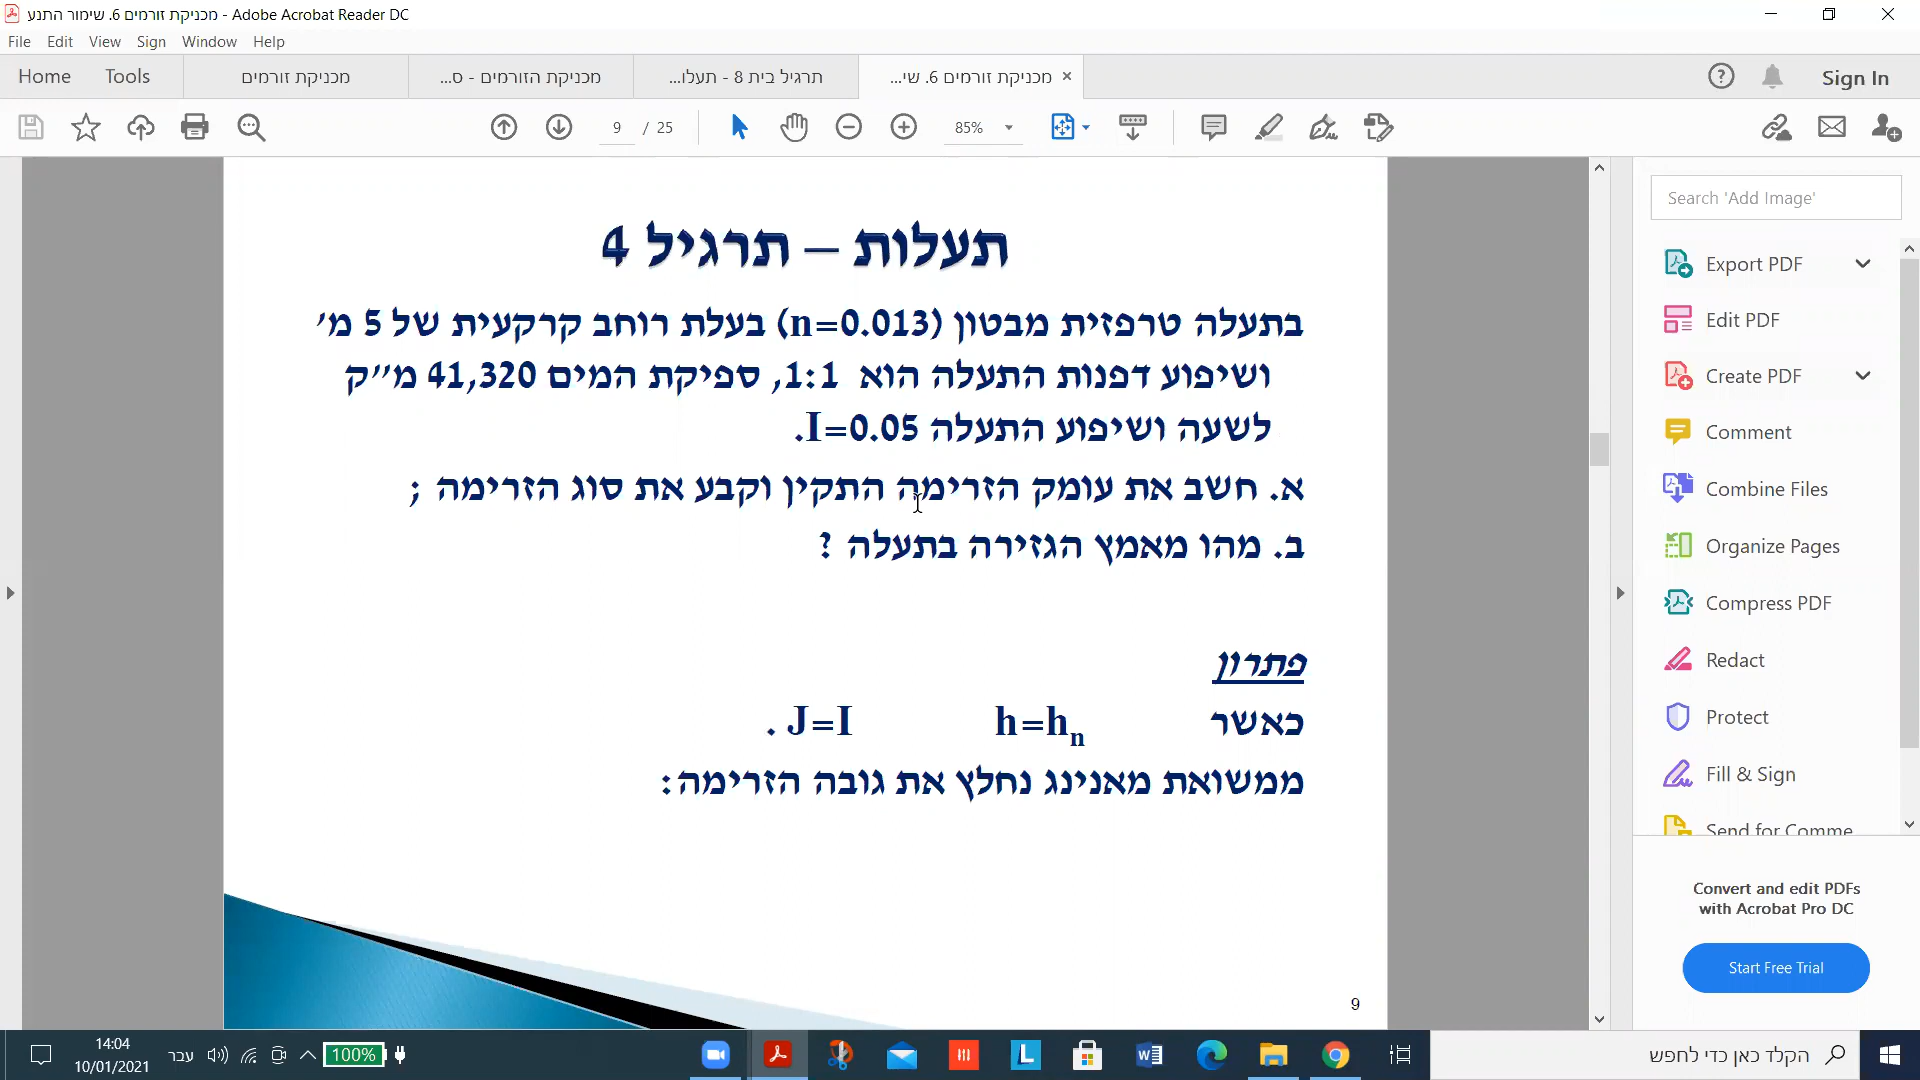 מכניקת זורמים 6. שימור התנע - Adobe Acrobat Reader DC
File Edit View Sign Window Help
Home Tools מכניקת זורמים מכניקת הזורמים - ס... תרגיל בית 8 - תעלו... מכניקת זורמים 6. שי... × Sign In
9 / 25 85%
תעלות – תרגיל 4
בתעלה טרפזית מבטון (n=0.013) בעלת רוחב קרקעית של 5 מ'
ושיפוע דפנות התעלה הוא 1:1, ספיקת המים 41,320 מ''ק
לשעה ושיפוע התעלה I=0.05.
א. חשב את עומק הזרימה התקין וקבע את סוג הזרימה ;
ב. מהו מאמץ הגזירה בתעלה ?
פתרון
כאשר h=hn J=I .
ממשואת מאנינג נחלץ את גובה הזרימה:
9
Search 'Add Image'
Export PDF
Edit PDF
Create PDF
Comment
Combine Files
Organize Pages
Compress PDF
Redact
Protect
Fill & Sign
Send for Comme
Convert and edit PDFs
with Acrobat Pro DC
Start Free Trial
14:04
10/01/2021
עבר
100%
הקלד כאן כדי לחפש